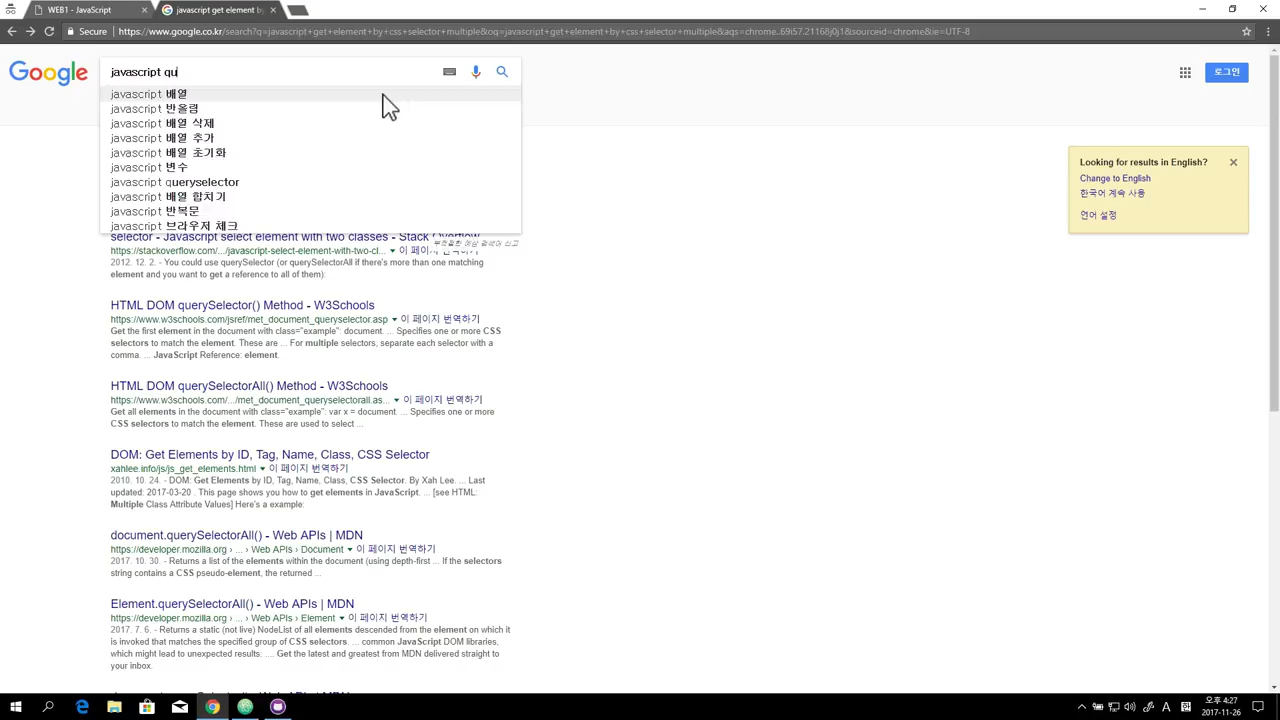 WEB1 - JavaScript
javascript get element by
Secure
https://www.google.co.kr/search?q=javascript+get+element+by+css+selector+multiple&oq=javascript+get+element+by+css+selector+multiple&aqs=chrome..69i57.21168j0j1&sourceid=chrome&ie=UTF-8
Google
javascript qu
로그인
javascript 배열
javascript 반올림
javascript 배열 삭제
javascript 배열 추가
javascript 배열 초기화
javascript 변수
javascript queryselector
javascript 배열 합치기
javascript 반복문
javascript 브라우저 체크
부적절한 예상 검색어 신고
Looking for results in English?
Change to English
한국어 계속 사용
언어 설정
selector - Javascript select element with two classes - Stack Overflow
https://stackoverflow.com/.../javascript-select-element-with-two-cl... ▾ 이 페이지 번역하기
2012. 12. 2. - You could use querySelector (or querySelectorAll if there's more than one matching
element and you want to get a reference to all of them):
HTML DOM querySelector() Method - W3Schools
https://www.w3schools.com/jsref/met_document_queryselector.asp ▾ 이 페이지 번역하기
Get the first element in the document with class="example": document. ... Specifies one or more CSS
selectors to match the element. These are ... For multiple selectors, separate each selector with a
comma. ... JavaScript Reference: element.
HTML DOM querySelectorAll() Method - W3Schools
https://www.w3schools.com/.../met_document_queryselectorall.as... ▾ 이 페이지 번역하기
Get all elements in the document with class="example": var x = document. ... Specifies one or more
CSS selectors to match the element. These are used to select ...
DOM: Get Elements by ID, Tag, Name, Class, CSS Selector
xahlee.info/js/js_get_elements.html ▾ 이 페이지 번역하기
2010. 10. 24. - DOM: Get Elements by ID, Tag, Name, Class, CSS Selector. By Xah Lee. ... Last
updated: 2017-03-20 . This page shows you how to get elements in JavaScript. ... [see HTML:
Multiple Class Attribute Values] Here's a example:
document.querySelectorAll() - Web APIs | MDN
https://developer.mozilla.org › ... › Web APIs › Document ▾ 이 페이지 번역하기
2017. 10. 30. - Returns a list of the elements within the document (using depth-first ... If the selectors
string contains a CSS pseudo-element, the returned ...
Element.querySelectorAll() - Web APIs | MDN
https://developer.mozilla.org › ... › Web APIs › Element ▾ 이 페이지 번역하기
2017. 7. 6. - Returns a static (not live) NodeList of all elements descended from the element on which it
is invoked that matches the specified group of CSS selectors. ... common JavaScript DOM libraries,
which might lead to unexpected results: .... Get the latest and greatest from MDN delivered straight to
your inbox.
A
오후 4:27
2017-11-26